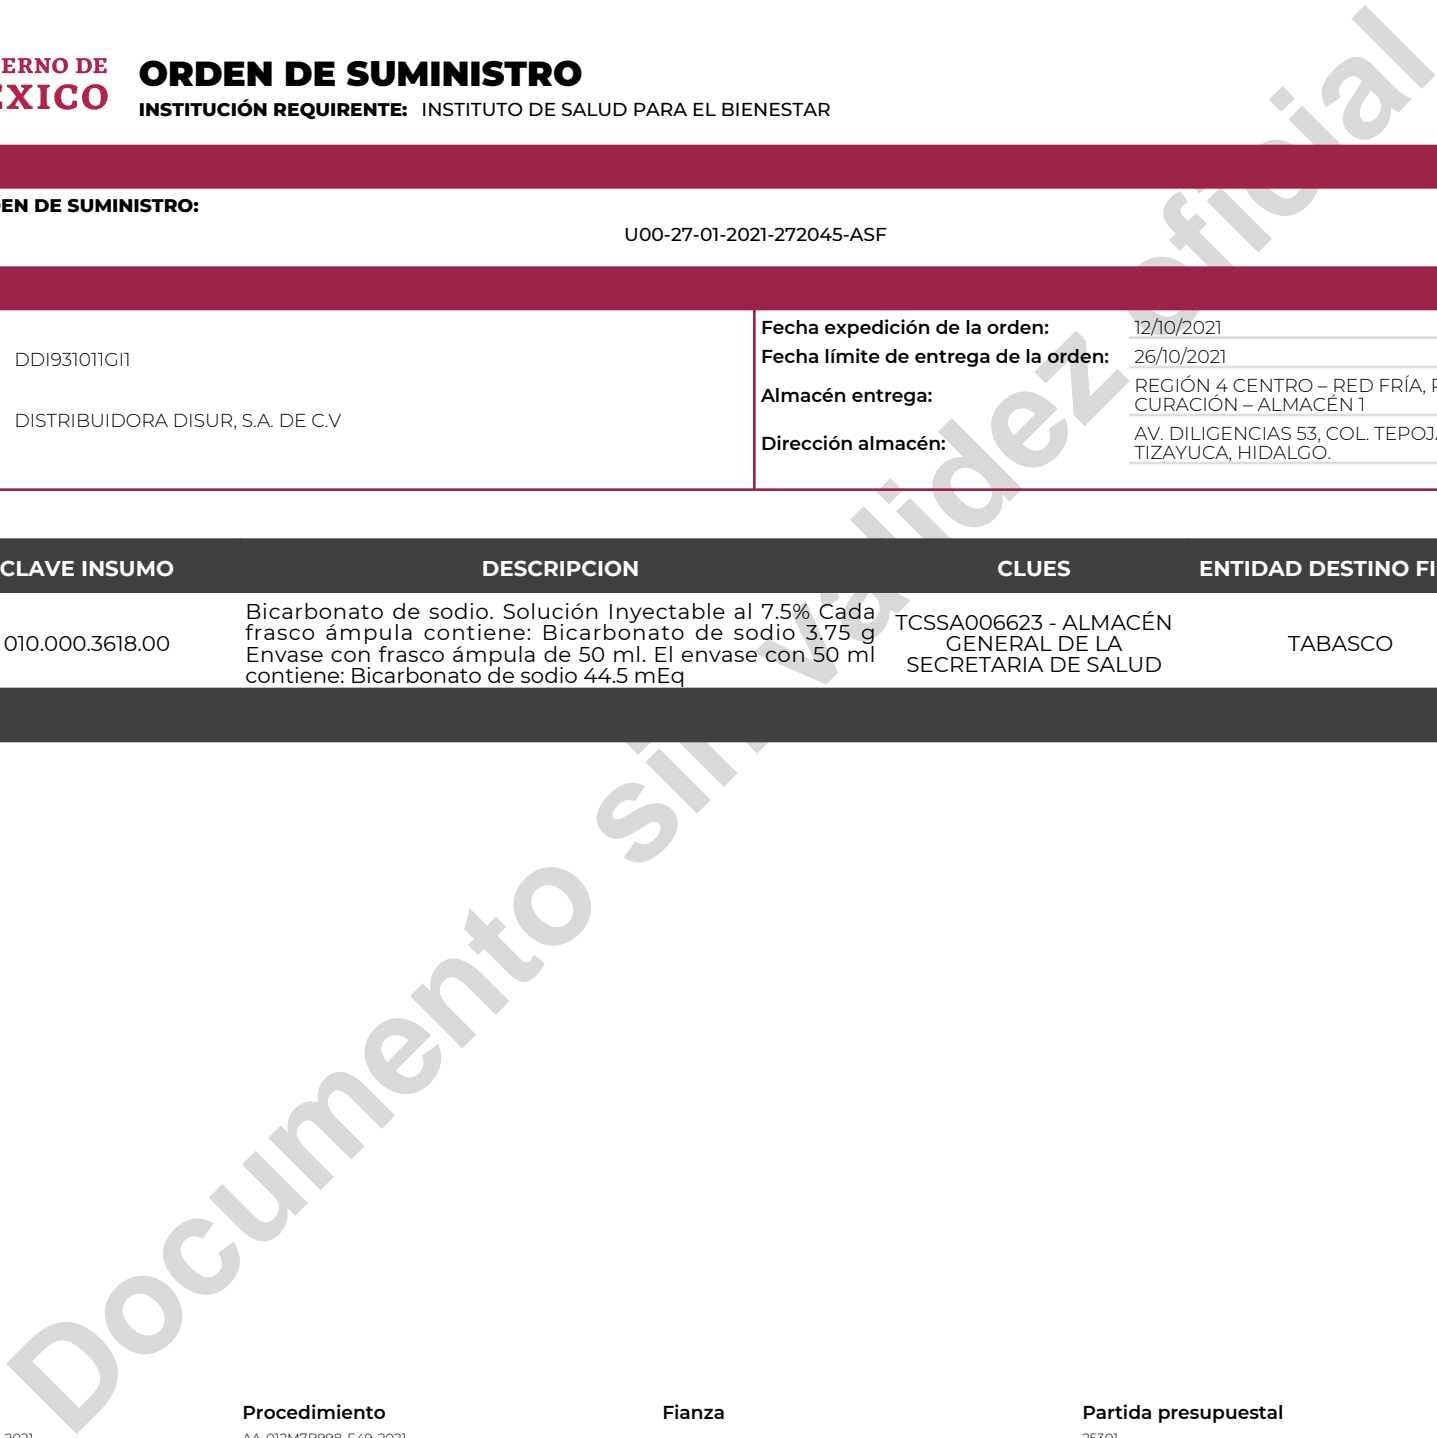 ERNO DE
ORDEN DE SUMINISTRO
INSTITUCIÓN REQUIRENTE: INSTITUTO DE SALUD PARA EL BIENESTAR
EN DE SUMINISTRO:
U00-27-01-2021-272045-ASF
DDI931011GI1
DISTRIBUIDORA DISUR, S.A. DE C.V
Fecha expedición de la orden: 12/10/2021
Fecha límite de entrega de la orden: 26/10/2021
Almacén entrega: REGIÓN 4 CENTRO – RED FRÍA,
CURACIÓN – ALMACÉN 1
Dirección almacén: AV. DILIGENCIAS 53, COL. TEPOJ
TIZAYUCA, HIDALGO.
CLAVE INSUMO DESCRIPCION CLUES ENTIDAD DESTINO FI
010.000.3618.00
Bicarbonato de sodio. Solución Inyectable al 7.5% Cada
frasco ámpula contiene: Bicarbonato de sodio 3.75 g
Envase con frasco ámpula de 50 ml. El envase con 50 ml
contiene: Bicarbonato de sodio 44.5 mEq
TCSSA006623 - ALMACÉN
GENERAL DE LA
SECRETARIA DE SALUD
TABASCO
Documento sin validez oficial
Procedimiento Fianza Partida presupuestal